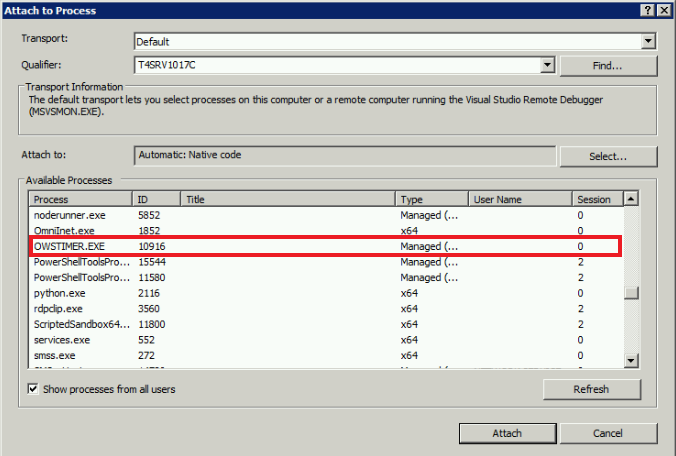 Attach to Process
Transport: Default
Qualifier: T4SRV1017C Find...
Transport Information
The default transport lets you select processes on this computer or a remote computer running the Visual Studio Remote Debugger
(MSVSMON.EXE).
Attach to: Automatic: Native code Select...
Available Processes
Process ID Title Type User Name Session
noderunner.exe 5852 Managed (... 0
OmniInet.exe 1852 x64 0
OWSTIMER.EXE 10916 Managed (... 0
PowerShellToolsPro... 15544 Managed (... 2
PowerShellToolsPro... 11580 Managed (... 2
python.exe 2116 x64 0
rdpclip.exe 3560 x64 2
ScriptedSandbox64... 11800 x64 2
services.exe 552 x64 0
smss.exe 272 x64 0
Show processes from all users Refresh
Attach Cancel